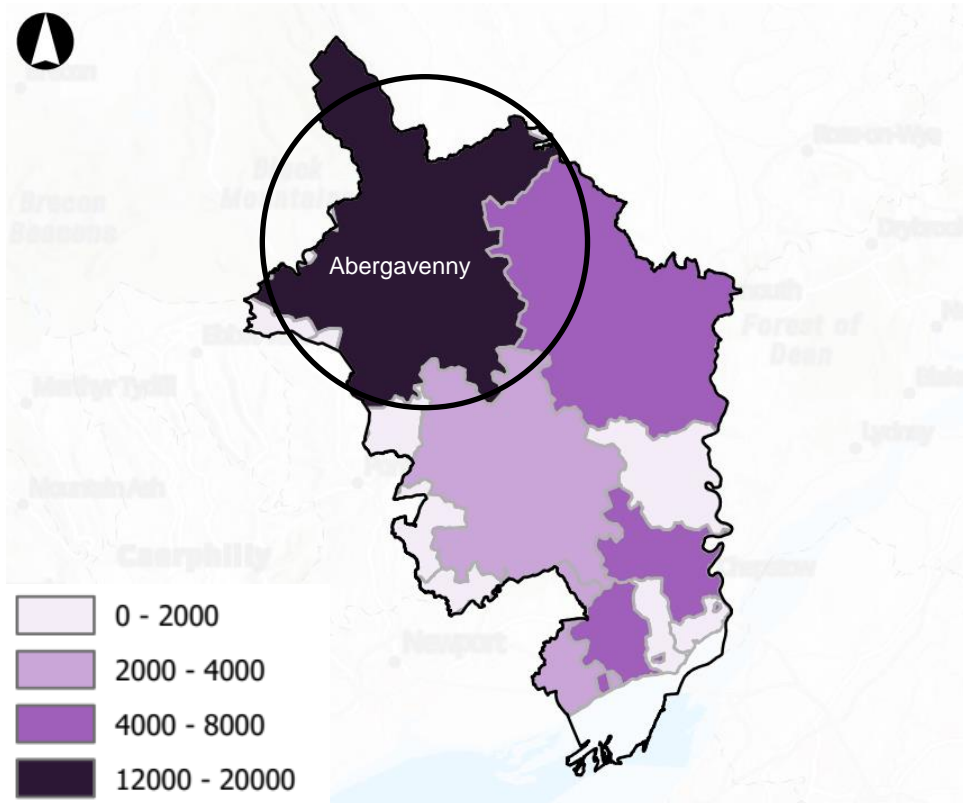 Brecon
Ross-on-Wye
Black
Mountains
Brecon
Beacons
Drybrook
Abergavenny
Forest of
Dean
Merthyr Tydfil
Lydney
Mountain Ash
Caerphilly
Chepstow
Newport
0 - 2000
2000 - 4000
4000 - 8000
12000 - 20000